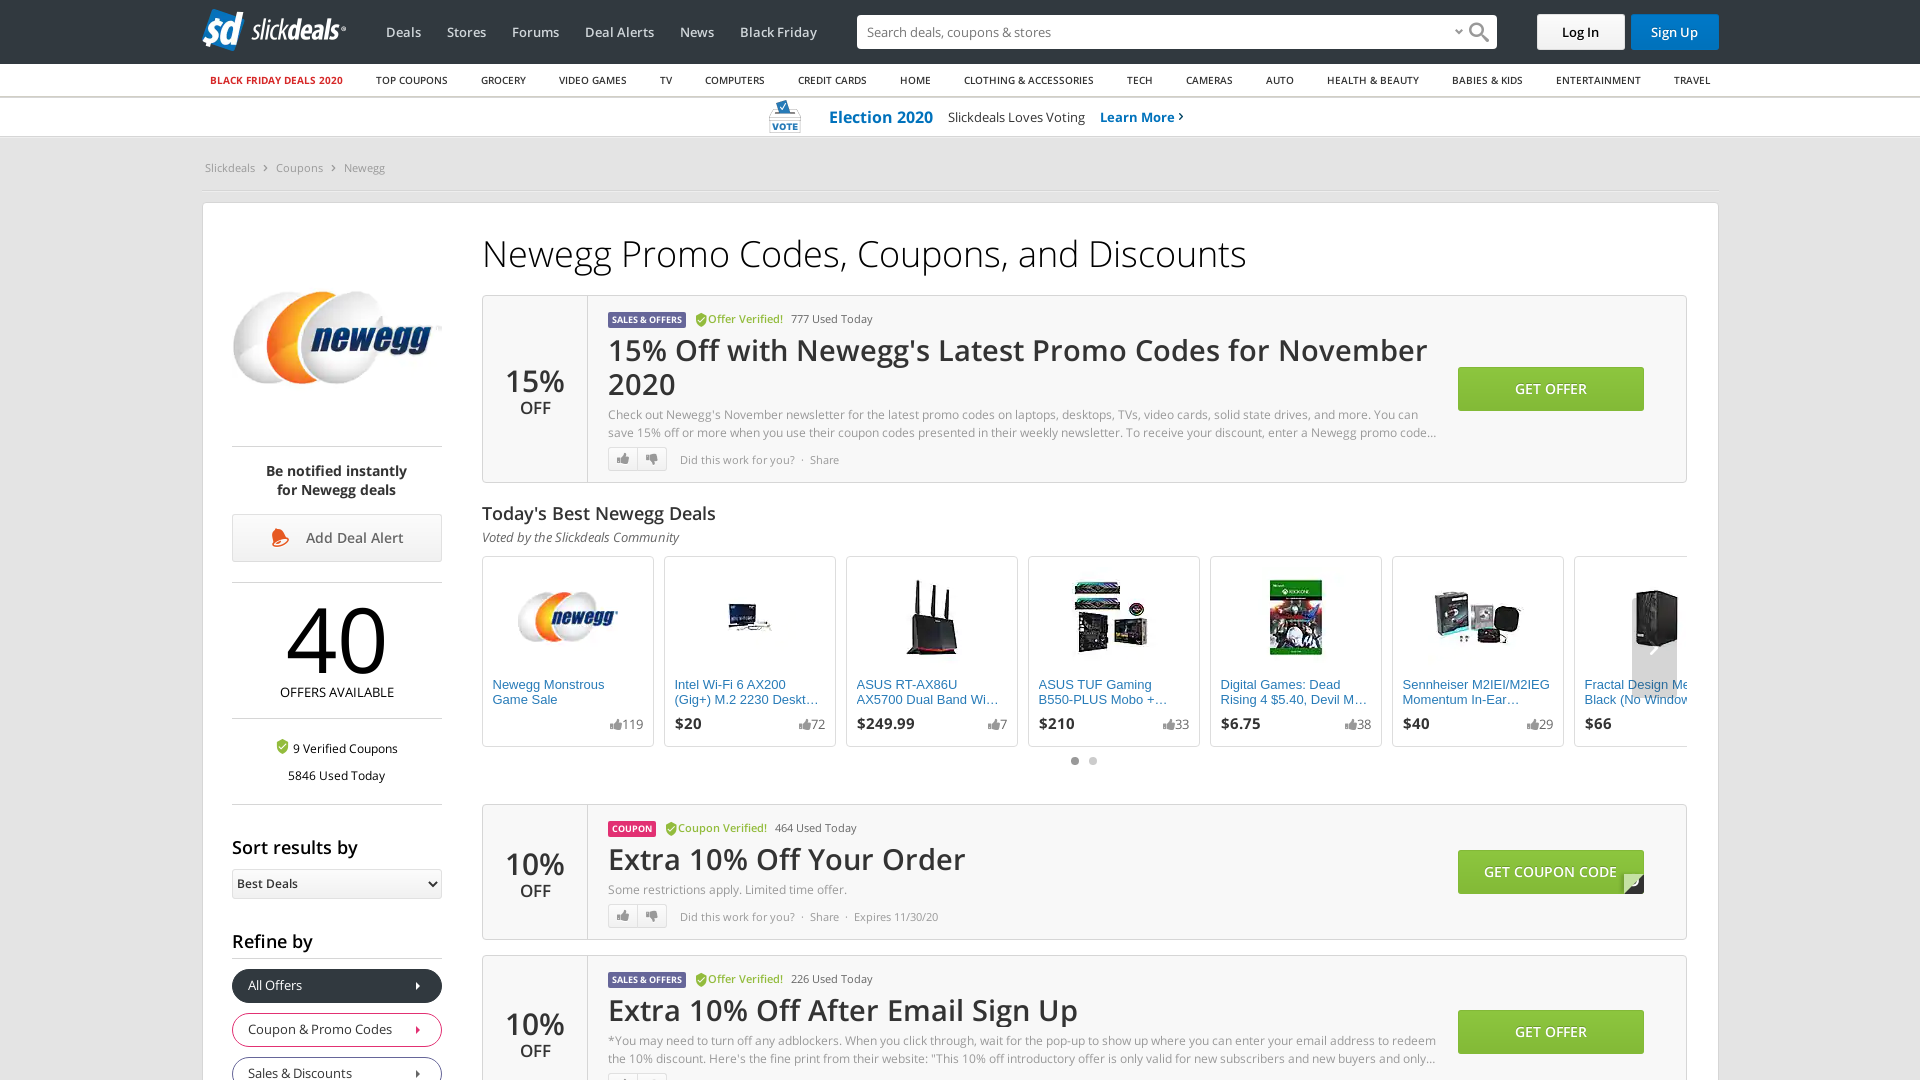 slickdeals
Deals
Stores
Forums
Deal Alerts
News
Black Friday
Search deals, coupons & stores
Log In
Sign Up
BLACK FRIDAY DEALS 2020
TOP COUPONS
GROCERY
VIDEO GAMES
TV
COMPUTERS
CREDIT CARDS
HOME
CLOTHING & ACCESSORIES
TECH
CAMERAS
AUTO
HEALTH & BEAUTY
BABIES & KIDS
ENTERTAINMENT
TRAVEL
VOTE
Election 2020
Slickdeals Loves Voting
Learn More
Slickdeals
Coupons
Newegg
newegg
Be notified instantly
for Newegg deals
Add Deal Alert
40
OFFERS AVAILABLE
9 Verified Coupons
5846 Used Today
Sort results by
Best Deals
Refine by
All Offers
Coupon & Promo Codes
Sales & Discounts
Newegg Promo Codes, Coupons, and Discounts
15%
OFF
SALES & OFFERS
Offer Verified!
777 Used Today
15% Off with Newegg's Latest Promo Codes for November
2020
Check out Newegg's November newsletter for the latest promo codes on laptops, desktops, TVs, video cards, solid state drives, and more. You can
save 15% off or more when you use their coupon codes presented in their weekly newsletter. To receive your discount, enter a Newegg promo code...
Did this work for you? · Share
GET OFFER
Today's Best Newegg Deals
Voted by the Slickdeals Community
newegg
Newegg Monstrous
Game Sale
119
Intel Wi-Fi 6 AX200
(Gig+) M.2 2230 Deskt...
$20
72
ASUS RT-AX86U
AX5700 Dual Band Wi...
$249.99
7
ASUS TUF Gaming
B550-PLUS Mobo +...
$210
33
Digital Games: Dead
Rising 4 $5.40, Devil M...
$6.75
38
Sennheiser M2IEI/M2IEG
Momentum In-Ear...
$40
29
Fractal Design Me
Black (No Window
$66
10%
OFF
COUPON
Coupon Verified!
464 Used Today
Extra 10% Off Your Order
Some restrictions apply. Limited time offer.
Did this work for you? · Share · Expires 11/30/20
GET COUPON CODE
10%
OFF
SALES & OFFERS
Offer Verified!
226 Used Today
Extra 10% Off After Email Sign Up
*You may need to turn off any adblockers. When you click through, wait for the pop-up to show up where you can enter your email address to redeem
the 10% discount. Here's the fine print from their website: "This 10% off introductory offer is only valid for new subscribers and new buyers and only...
GET OFFER